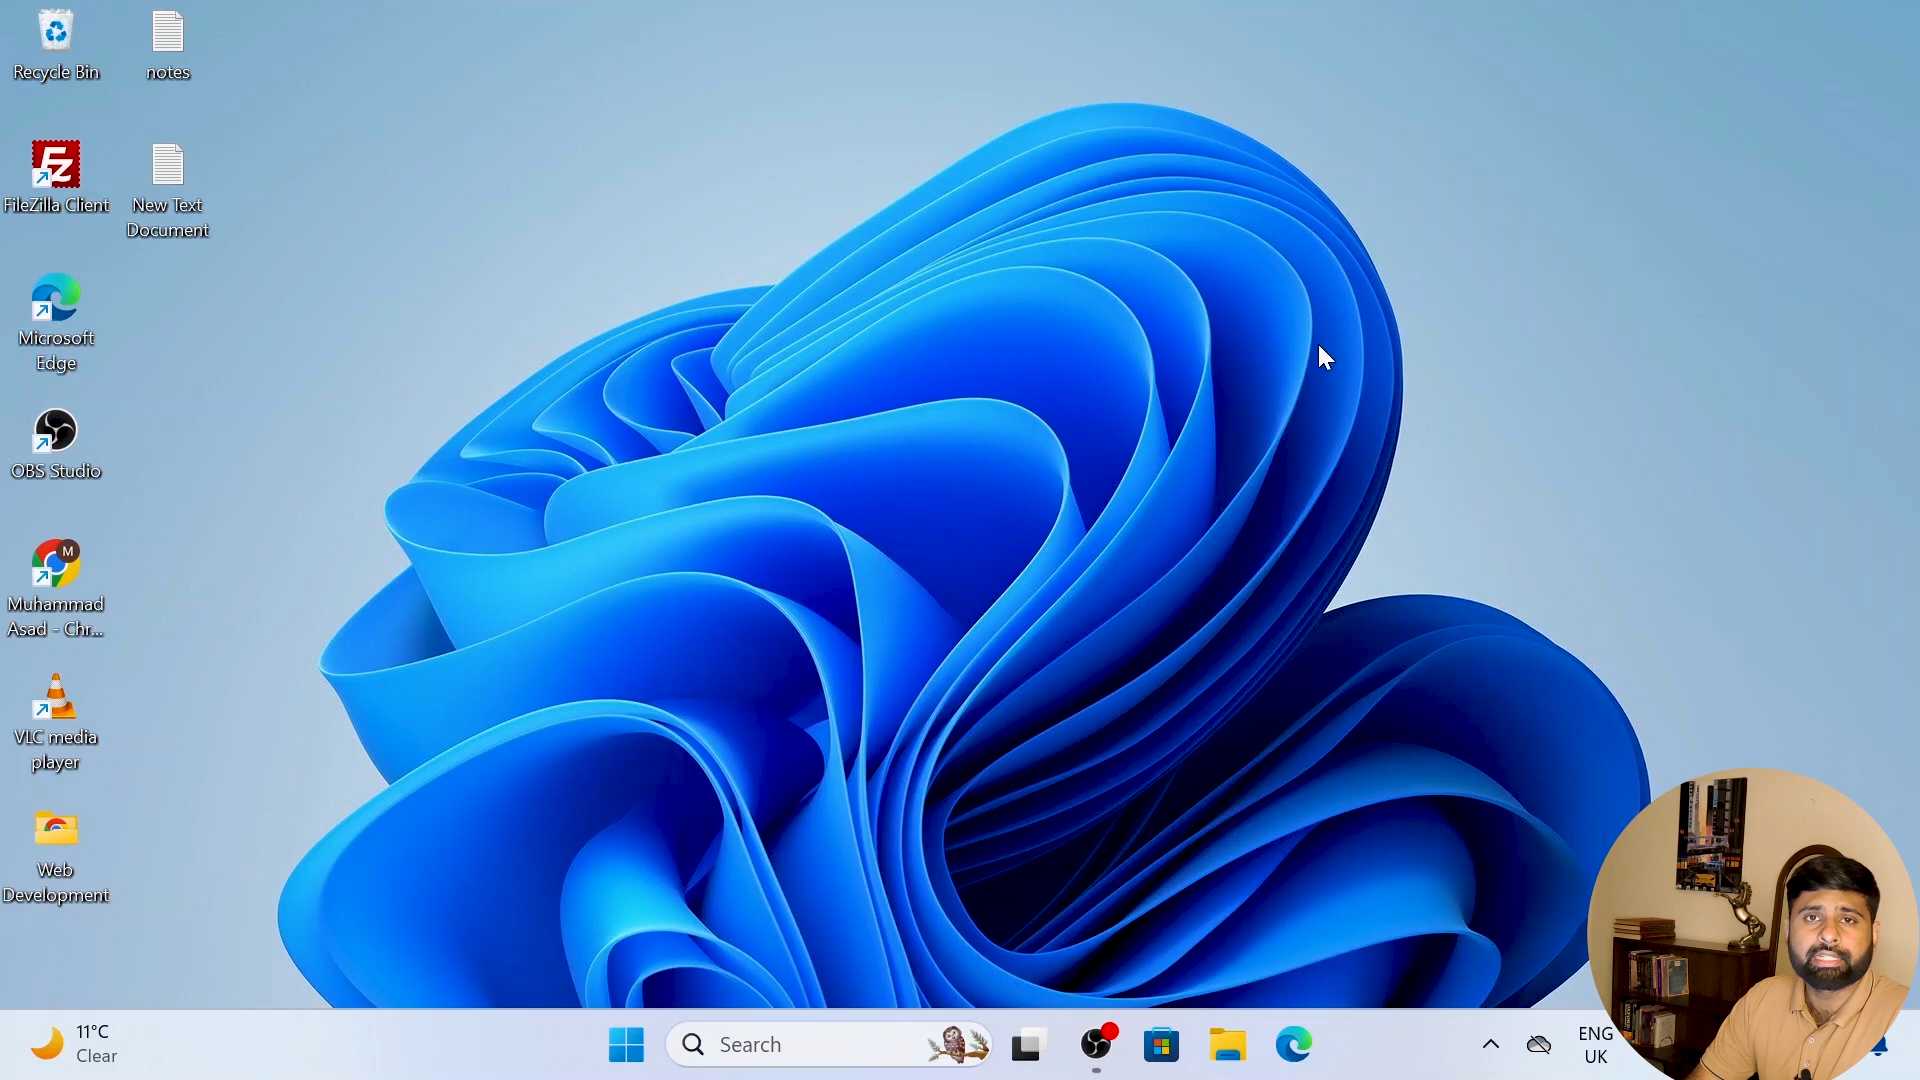 Recycle Bin
notes
FileZilla Client
New Text
Document
Microsoft
Edge
OBS Studio
M
Muhammad
Asad - Chr...
VLC media
player
Web
Development
11°C
Clear
Search
ENG
UK